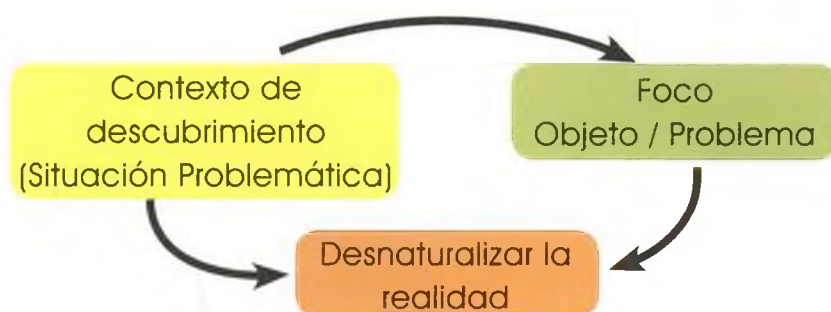 Contexto de
descubrimiento
(Situación Problemática)
Foco
Objeto / Problema
Desnaturalizar la
realidad